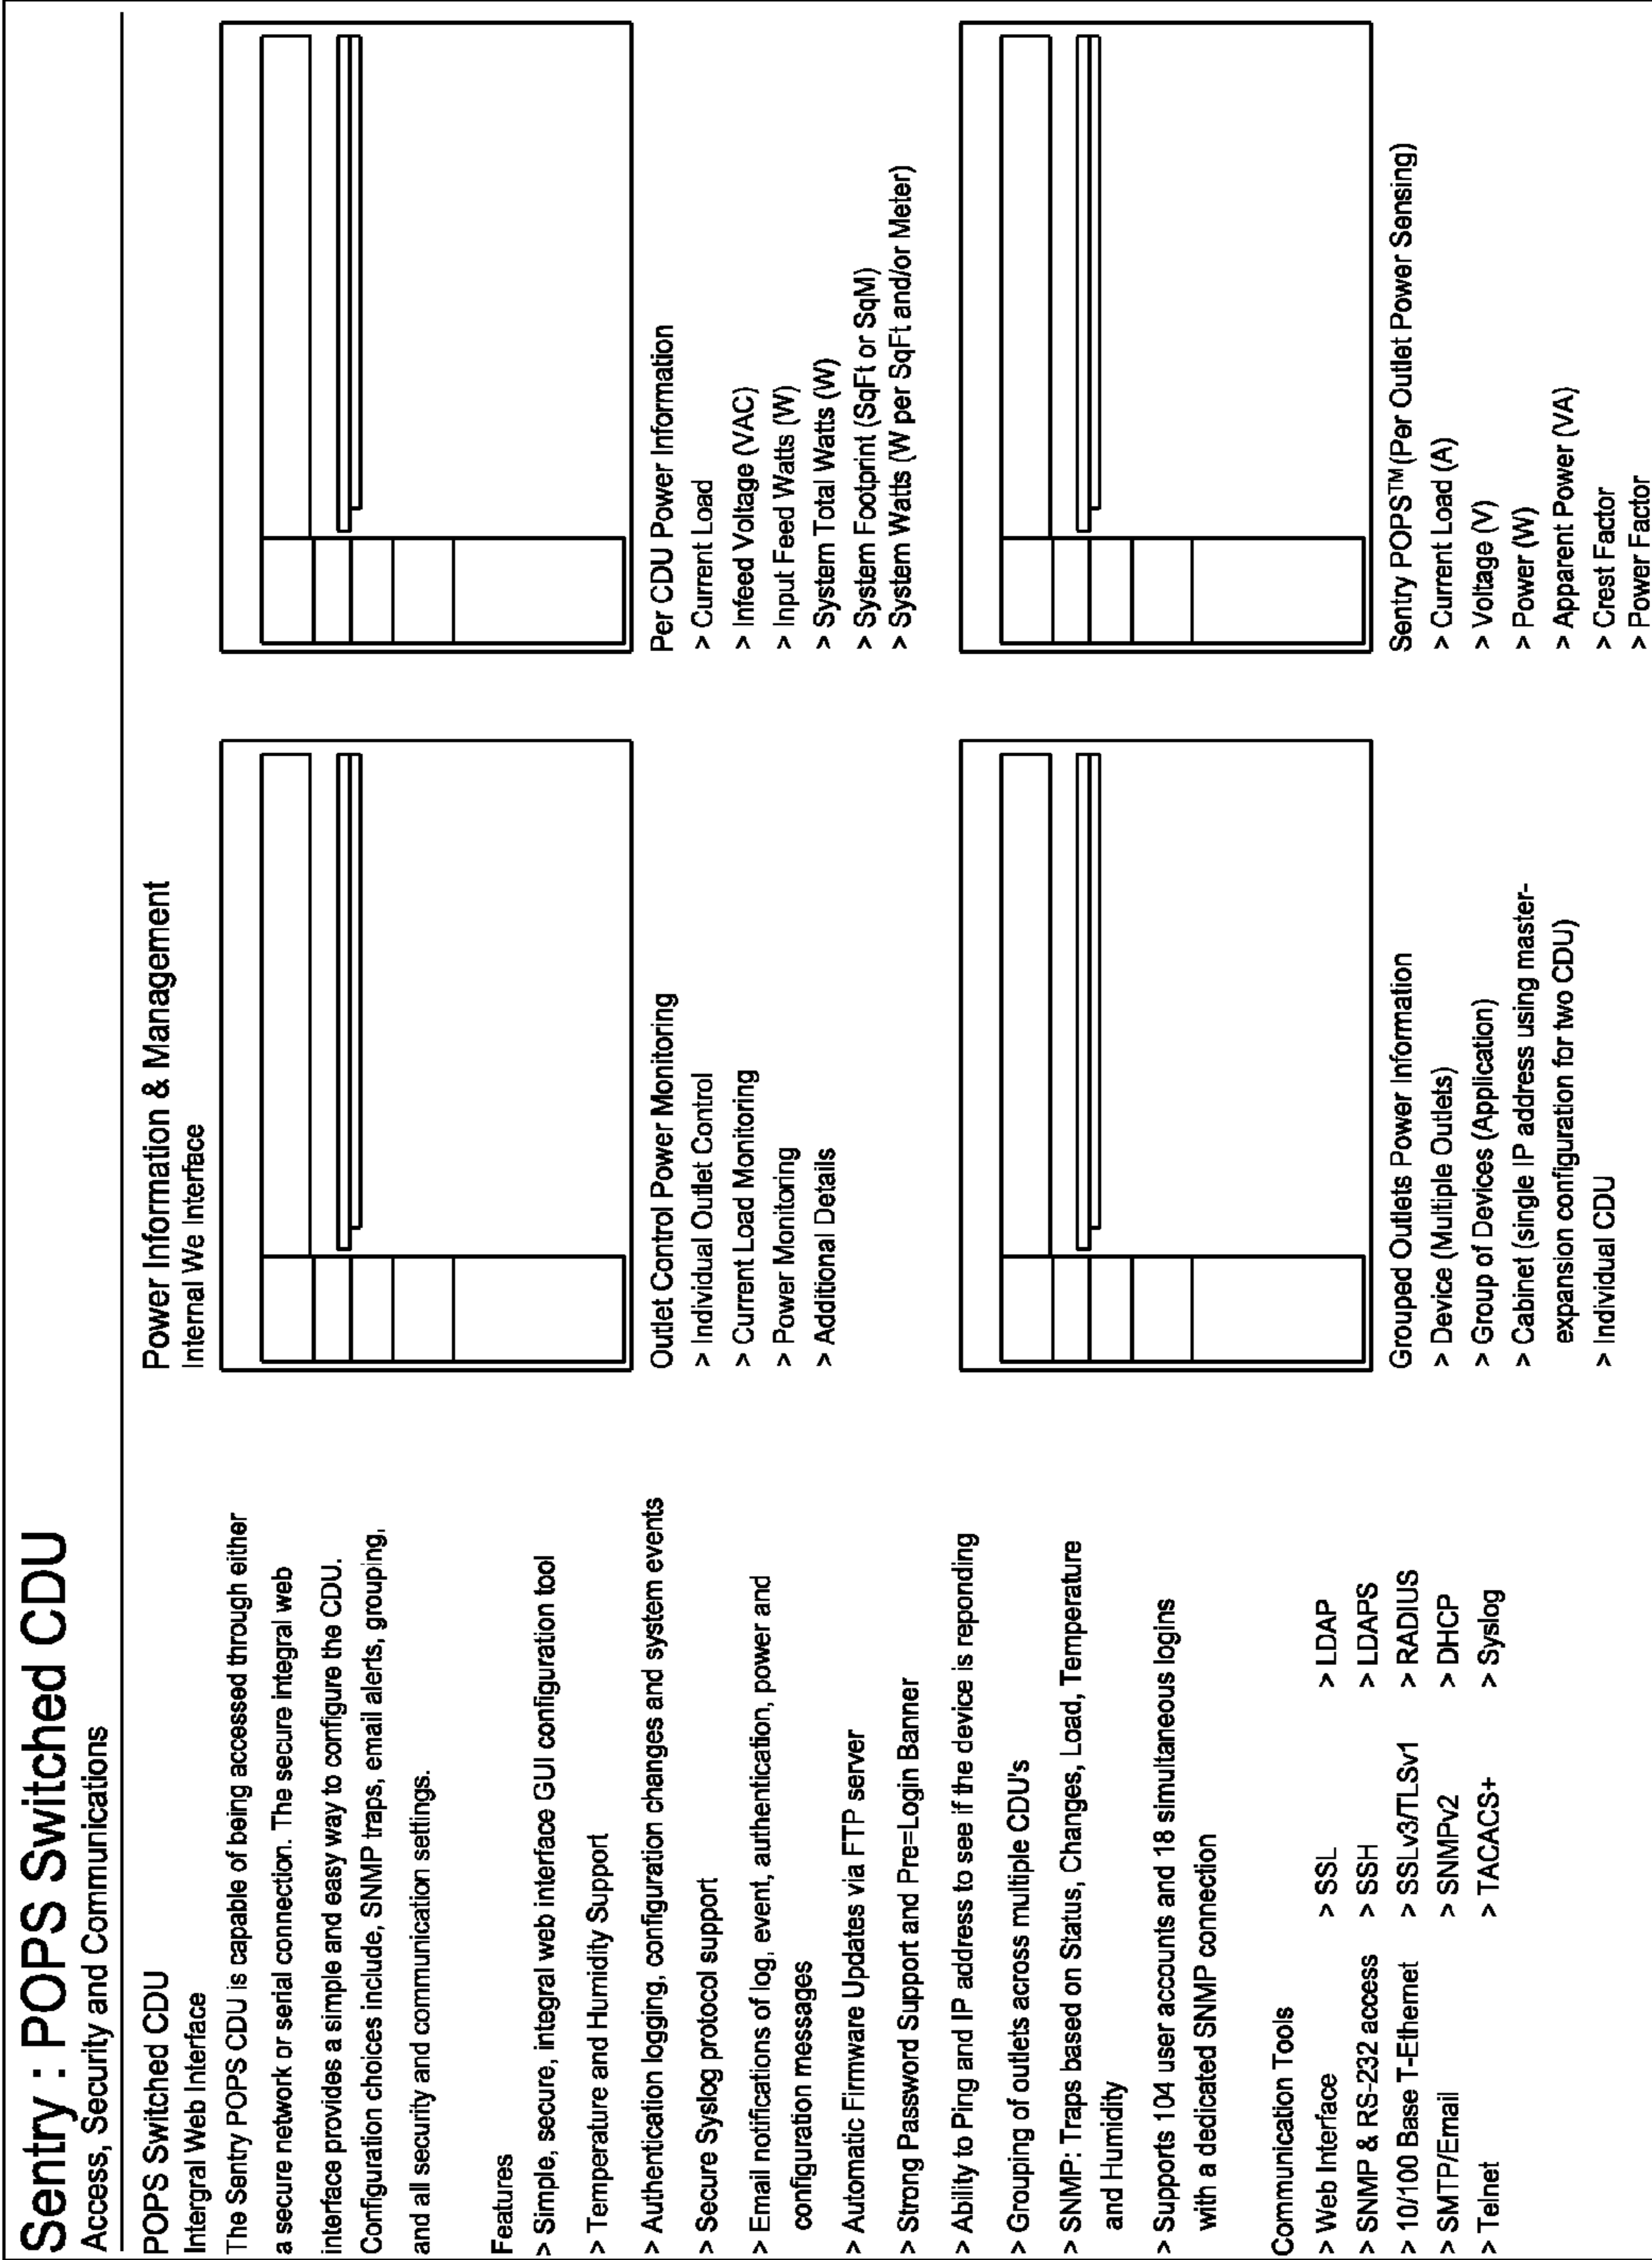 Sentry : POPS Switched CDU
Access, Security and Communications
POPS Switched CDU
Intergral Web Interface
The Sentry POPS CDU is capable of being accessed through either
a secure network or serial connection. The secure integral web
interface provides a simple and easy way to configure the CDU.
Configuration choices include, SNMP traps, email alerts, grouping,
and all security and communication settings.
Features
> Simple, secure, integral web interface GUI configuration tool
> Temperature and Humidity Support
> Authentication logging, configuration changes and system events
> Secure Syslog protocol support
> Email notifications of log, event, authentication, power and
configuration messages
> Automatic Firmware Updates via FTP server
> Strong Password Support and Pre=Login Banner
> Ability to Ping and IP address to see if the device is reponding
> Grouping of outlets across multiple CDU's
> SNMP: Traps based on Status, Changes, Load, Temperature
and Humidity
> Supports 104 user accounts and 18 simultaneous logins
with a dedicated SNMP connection
Communication Tools
> Web Interface > SSL > LDAP
> SNMP & RS-232 access > SSH > LDAPS
> 10/100 Base T-Ethernet > SSLv3/TLSv1 > RADIUS
> SMTP/Email > SNMPv2 > DHCP
> Telnet > TACACS+ > Syslog
Power Information & Management
Internal We Interface
Outlet Control Power Monitoring
> Individual Outlet Control
> Current Load Monitoring
> Power Monitoring
> Additional Details
Per CDU Power Information
> Current Load
> Infeed Voltage (VAC)
> Input Feed Watts (W)
> System Total Watts (W)
> System Footprint (SqFt or SqM)
> System Watts (W per SqFt and/or Meter)
Grouped Outlets Power Information
> Device (Multiple Outlets)
> Group of Devices (Application)
> Cabinet (single IP address using master-
expansion configuration for two CDU)
> Individual CDU
Sentry POPS™ (Per Outlet Power Sensing)
> Current Load (A)
> Voltage (V)
> Power (W)
> Apparent Power (VA)
> Crest Factor
> Power Factor